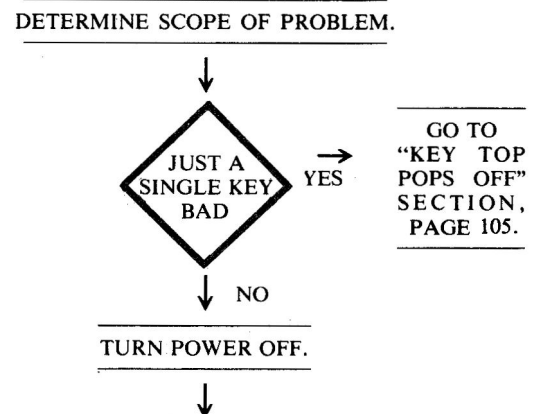 DETERMINE SCOPE OF PROBLEM.
JUST A
SINGLE KEY
BAD
YES
GO TO
“KEY TOP
POPS OFF”
SECTION,
PAGE 105.
NO
TURN POWER OFF.